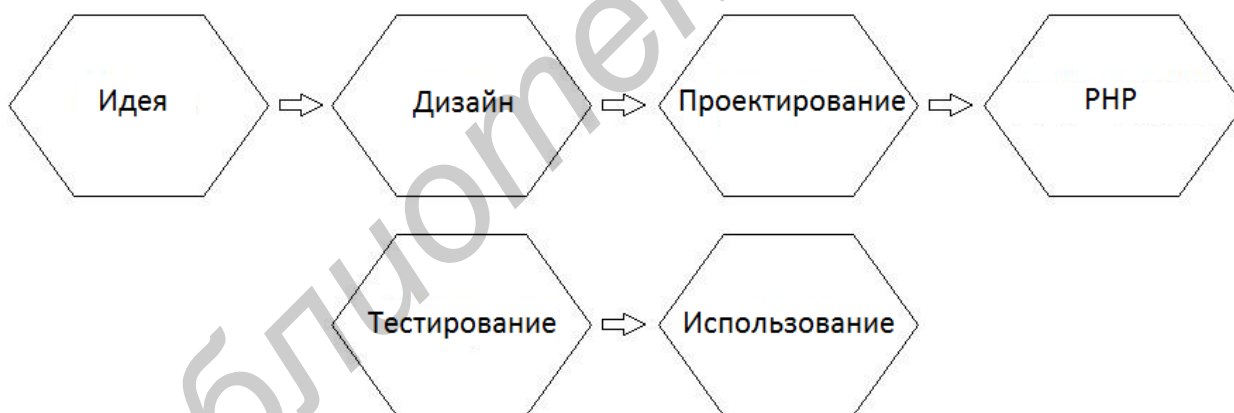 Идея
Дизайн
Проектирование
PHP
Тестирование
Использование